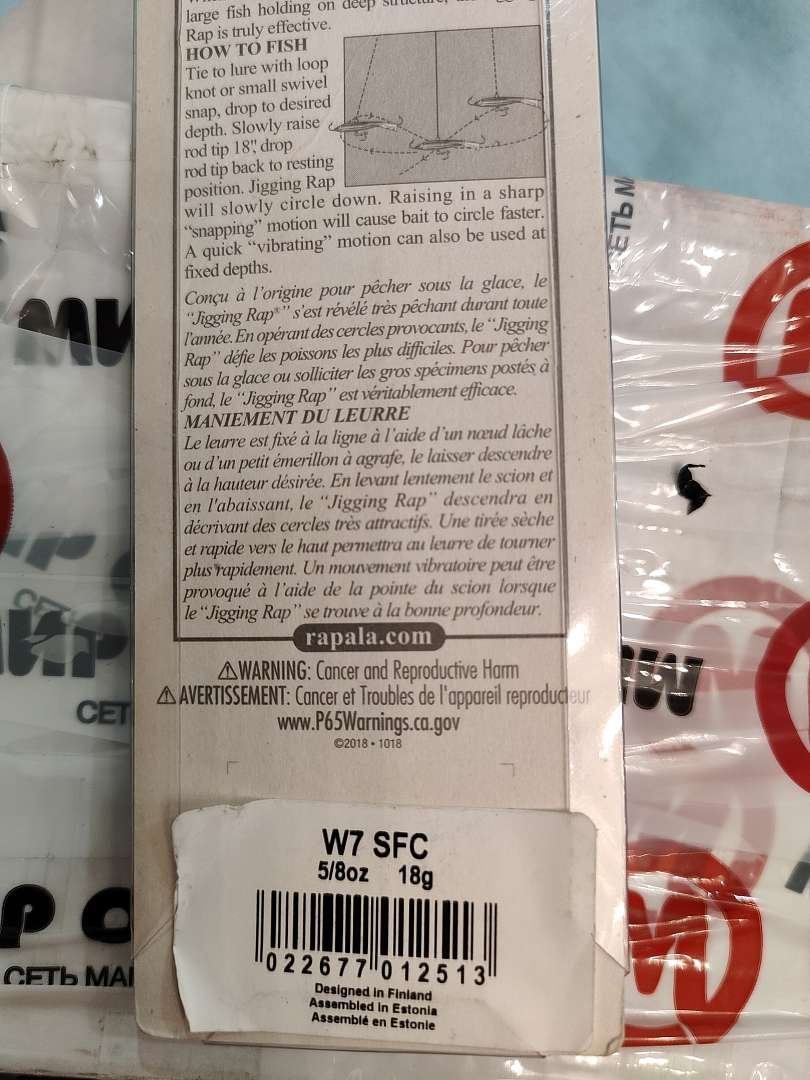 large fish holding on deep
Rap is truly effective.
HOW TO FISH
Tie to lure with loop
knot or small swivel
snap, drop to desired
depth. Slowly raise
rod tip 18", drop
rod tip back to resting
position. Jigging Rap
will slowly circle down. Raising in a sharp
“snapping” motion will cause bait to circle faster.
A quick “vibrating” motion can also be used at
fixed depths.
Conçu à l’origine pour pêcher sous la glace, le
“Jigging Rap®” s’est révélé très pêchant durant toute
l’année. En opérant des cercles provocants, le “Jigging
Rap” défie les poissons les plus difficiles. Pour pêcher
sous la glace ou solliciter les gros spécimens postés à
fond, le “Jigging Rap” est véritablement efficace.
MANIEMENT DU LEURRE
Le leurre est fixé à la ligne à l’aide d’un nœud lâche
ou d’un petit émerillon à agrafe, le laisser descendre
à la hauteur désirée. En levant lentement le scion et
en l'abaissant, le “Jigging Rap” descendra en
décrivant des cercles très attractifs. Une tirée sèche
et rapide vers le haut permettra au leurre de tourner
plus rapidement. Un mouvement vibratoire peut être
provoqué à l’aide de la pointe du scion lorsque
le “Jigging Rap” se trouve à la bonne profondeur.
rapala.com
⚠WARNING: Cancer and Reproductive Harm
⚠AVERTISSEMENT: Cancer et Troubles de l'appareil reproducteur
www.P65Warnings.ca.gov
©2018 • 1018
W7 SFC
5/8oz 18g
022677 012513
Designed in Finland
Assembled in Estonia
Assemblé en Estonie
МИ
ЕТЬ МА
СЕТ
ИР
СЕТ
МИ
Р О
СЕТЬ МА